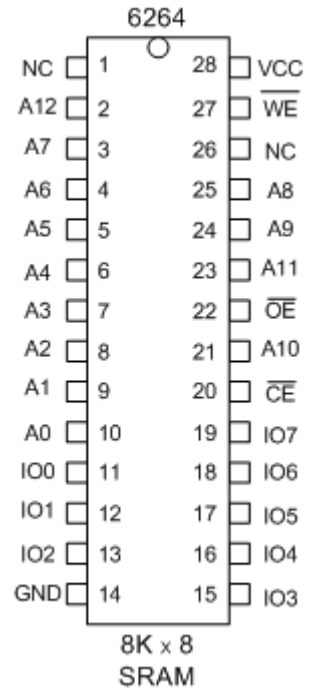 6264
NC 1 28 VCC
A12 2 27 W̅E̅
A7 3 26 NC
A6 4 25 A8
A5 5 24 A9
A4 6 23 A11
A3 7 22 O̅E̅
A2 8 21 A10
A1 9 20 C̅E̅
A0 10 19 IO7
IO0 11 18 IO6
IO1 12 17 IO5
IO2 13 16 IO4
GND 14 15 IO3
8K x 8
SRAM